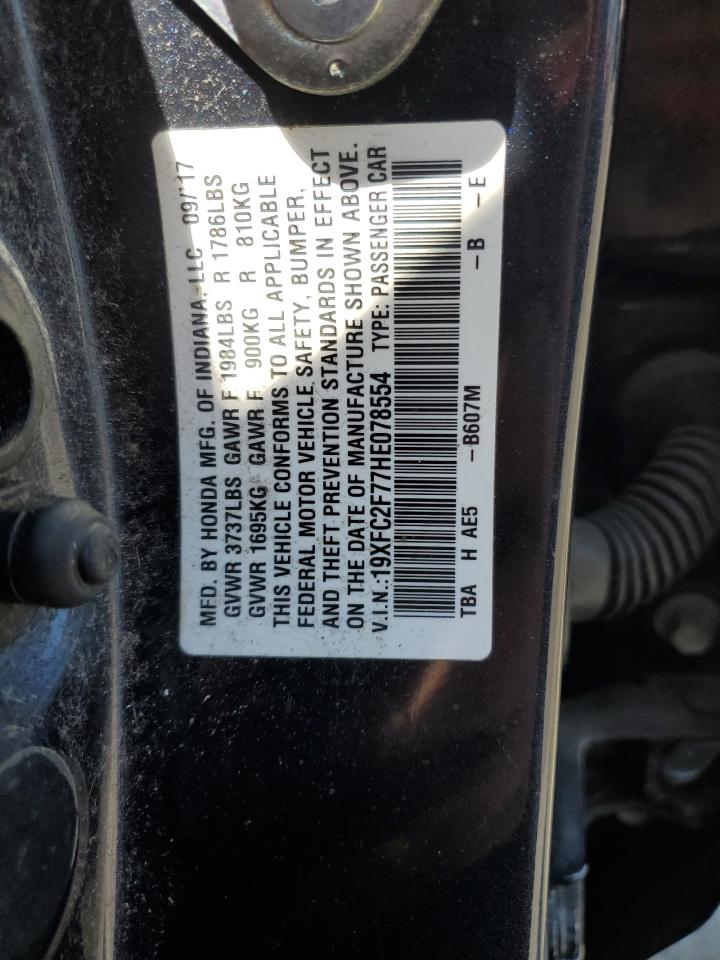 MFD. BY HONDA MFG. OF INDIANA, LLC 09/'17
GVWR 3737LBS GAWR F 1984LBS R 1786LBS
GVWR 1695KG GAWR F 900KG R 810KG
THIS VEHICLE CONFORMS TO ALL APPLICABLE
FEDERAL MOTOR VEHICLE SAFETY, BUMPER,
AND THEFT PREVENTION STANDARDS IN EFFECT
ON THE DATE OF MANUFACTURE SHOWN ABOVE.
V.I.N.:19XFC2F77HE078554 TYPE: PASSENGER CAR
TBA H AE5 -B607M -B -E